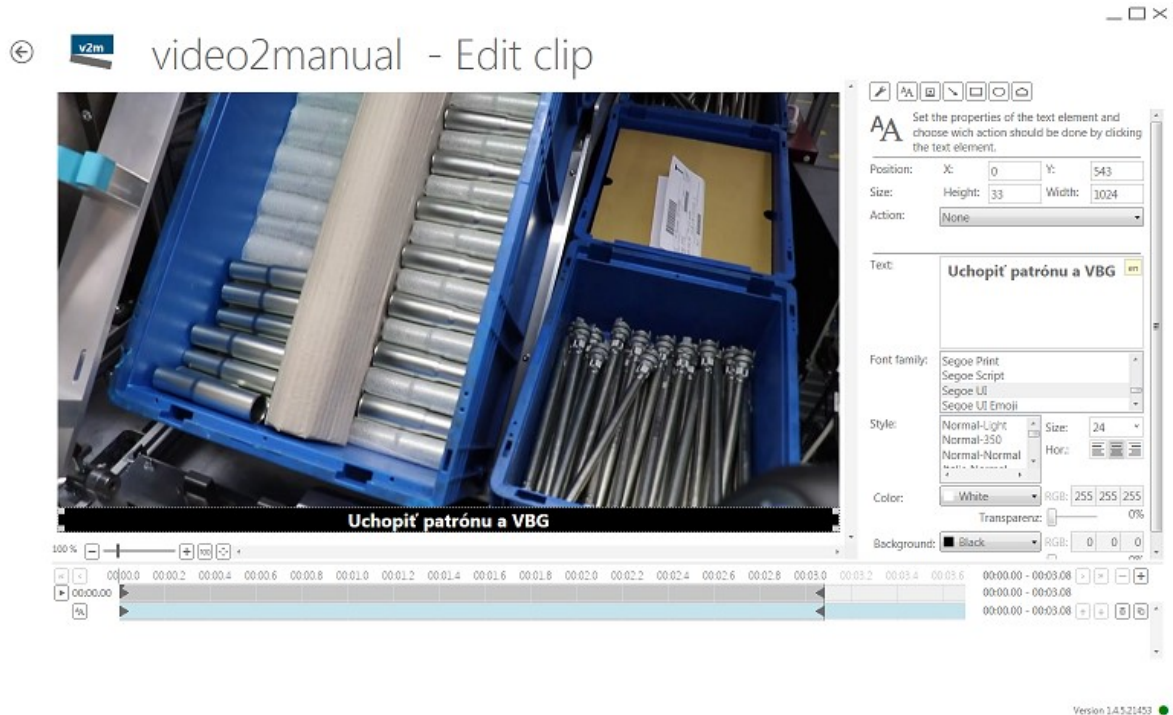 v2m
video2manual - Edit clip
Set the properties of the text element and
choose wich action should be done by clicking
the text element.
Position: X: 0 Y: 543
Size: Height: 33 Width: 1024
Action: None
Text: Uchopiť patrónu a VBG en
Font family: Segoe Print
Segoe Script
Segoe UI
Segoe UI Emoji
Style: Normal-Light Size: 24
Normal-350
Normal-Normal Hor.:
Italic-Normal
Color: White RGB: 255 255 255
Transparenz: 0%
Background: Black RGB: 0 0 0
0%
Uchopiť patrónu a VBG
100 %
00:00.0 00:00.2 00:00.4 00:00.6 00:00.8 00:01.0 00:01.2 00:01.4 00:01.6 00:01.8 00:02.0 00:02.2 00:02.4 00:02.6 00:02.8 00:03.0 00:03.2 00:03.4 00:03.6 00:00.00 - 00:03.08
00:00.00 00:00.00 - 00:03.08
00:00.00 - 00:03.08
Version 1.4.5.21453